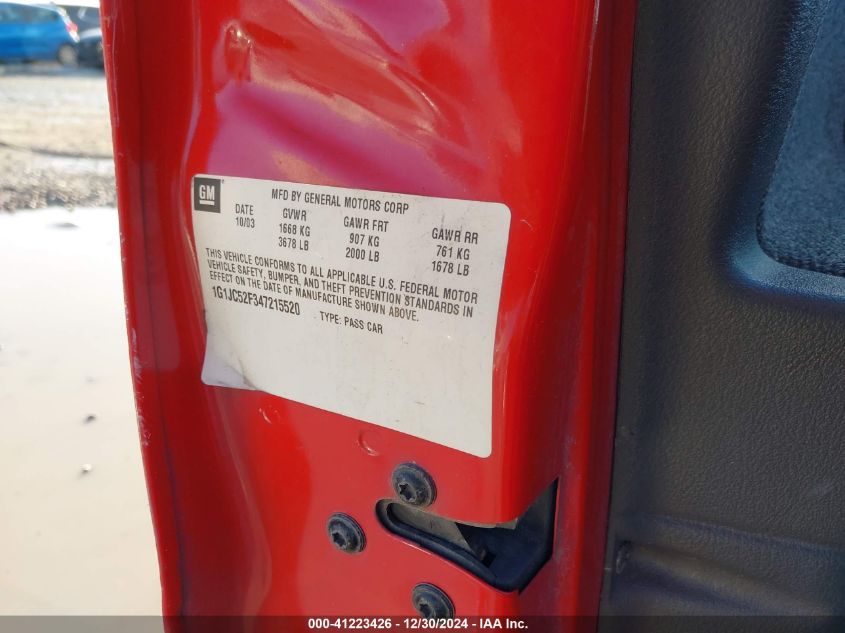 GM
MFD BY GENERAL MOTORS CORP
DATE GVWR GAWR FRT GAWR RR
10/03 1668 KG 907 KG 761 KG
3678 LB 2000 LB 1678 LB
THIS VEHICLE CONFORMS TO ALL APPLICABLE U.S. FEDERAL MOTOR
VEHICLE SAFETY, BUMPER, AND THEFT PREVENTION STANDARDS IN
EFFECT ON THE DATE OF MANUFACTURE SHOWN ABOVE.
1G1JC52F347215520 TYPE: PASS CAR
000-41223426 - 12/30/2024 - IAAI.com